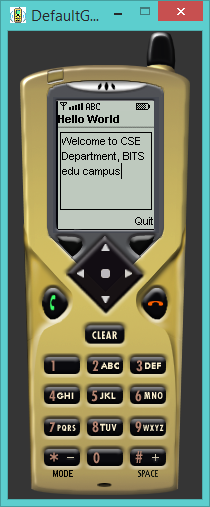 DefaultG...
ABC
Hello World
Welcome to CSE
Department, BITS
edu campus
Quit
CLEAR
1 2 ABC 3 DEF
4 GHI 5 JKL 6 MNO
7 PQRS 8 TUV 9 WXYZ
* - 0 # +
MODE SPACE